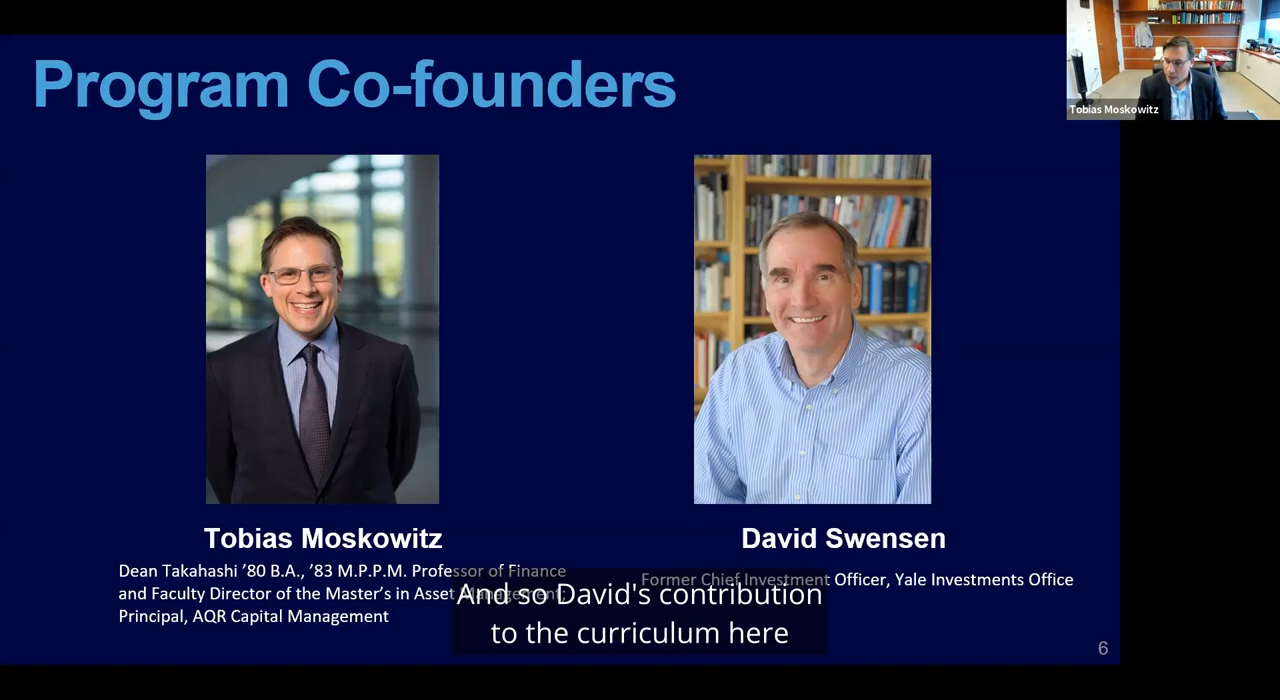 Program Co-founders
Tobias Moskowitz
Tobias Moskowitz
Dean Takahashi ’80 B.A., ’83 M.P.P.M. Professor of Finance
and Faculty Director of the Master’s in Asset Management;
Principal, AQR Capital Management
David Swensen
Former Chief Investment Officer, Yale Investments Office
And so David's contribution
to the curriculum here
6